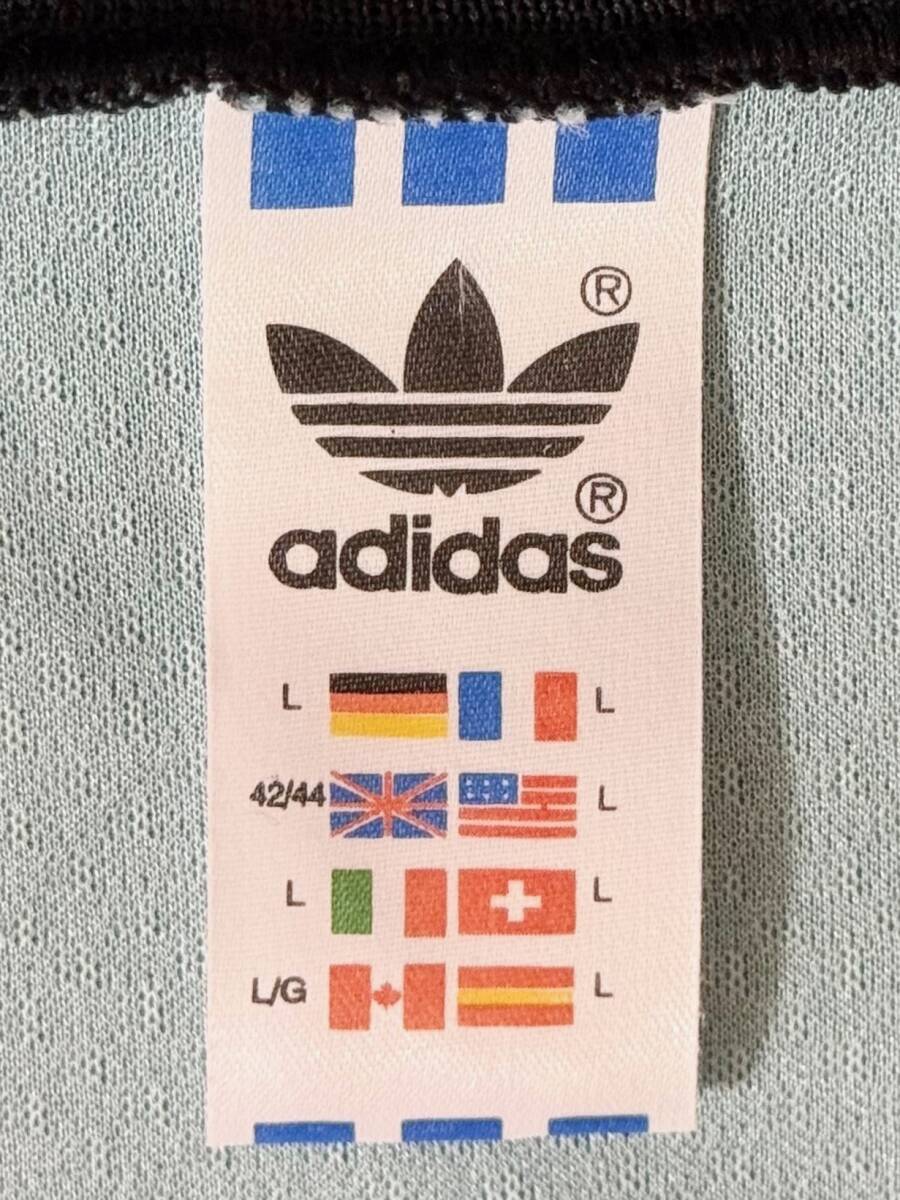 ®
®
adidas
L L
42/44 L
L L
L/G L